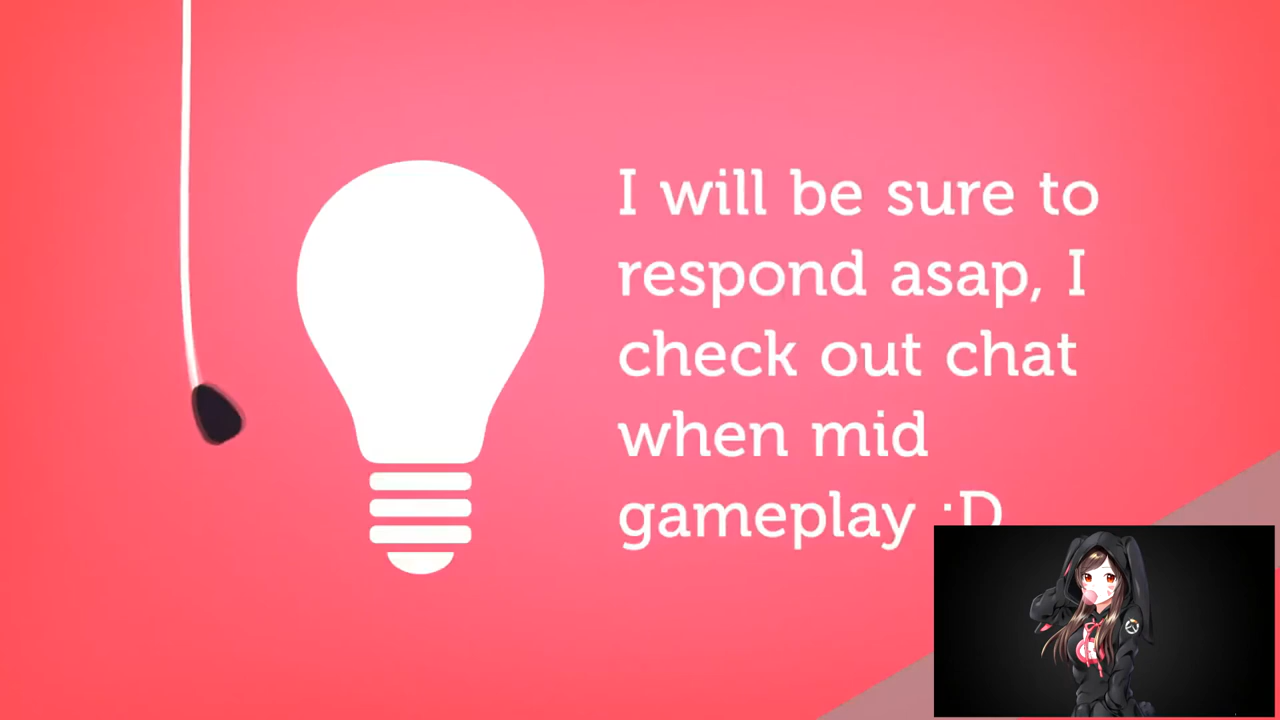 I will be sure to
respond asap, I
check out chat
when mid
gameplay :D